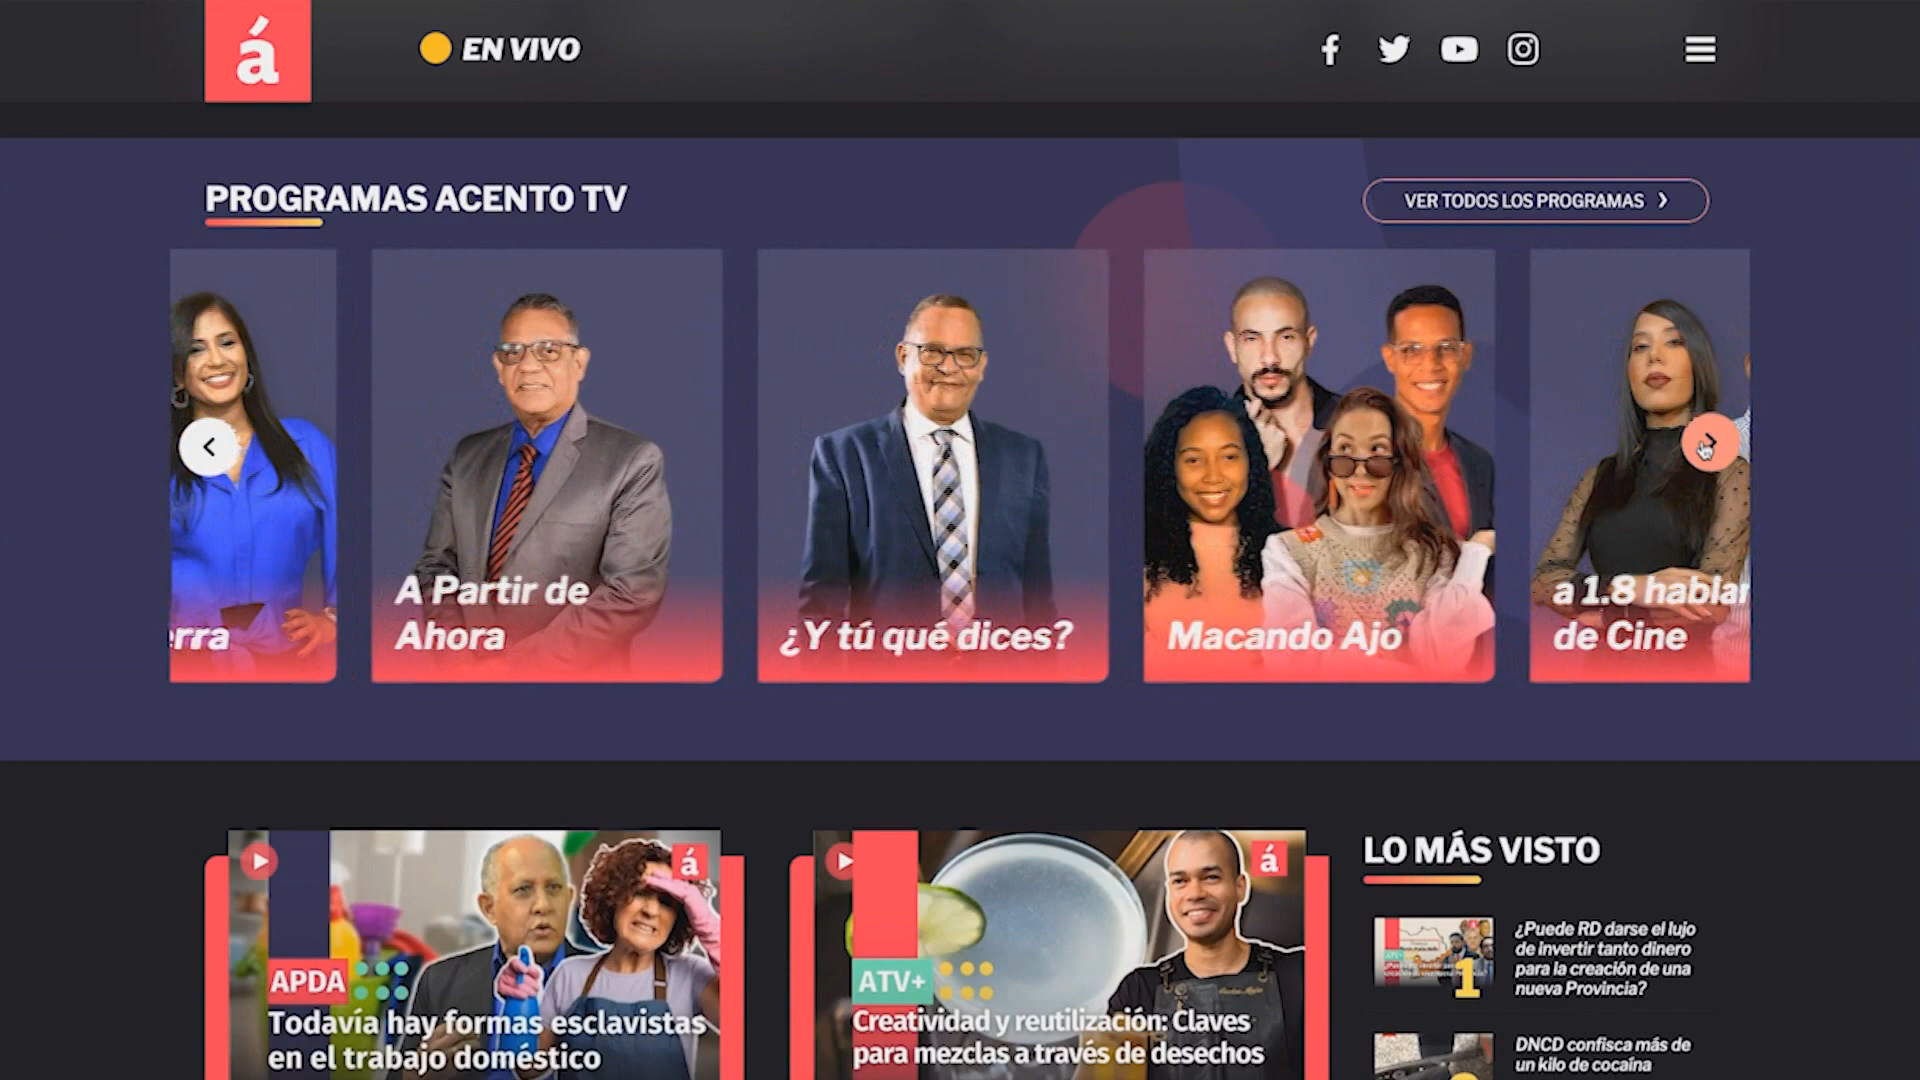 á
EN VIVO
PROGRAMAS ACENTO TV
VER TODOS LOS PROGRAMAS
erra
A Partir de
Ahora
¿Y tú qué dices?
Macando Ajo
a 1.8 hablar
de Cine
á
APDA
Todavía hay formas esclavistas
en el trabajo doméstico
á
ATV+
Creatividad y reutilización: Claves
para mezclas a través de desechos
LO MÁS VISTO
1
¿Puede RD darse el lujo
de invertir tanto dinero
para la creación de una
nueva Provincia?
DNCD confisca más de
un kilo de cocaína